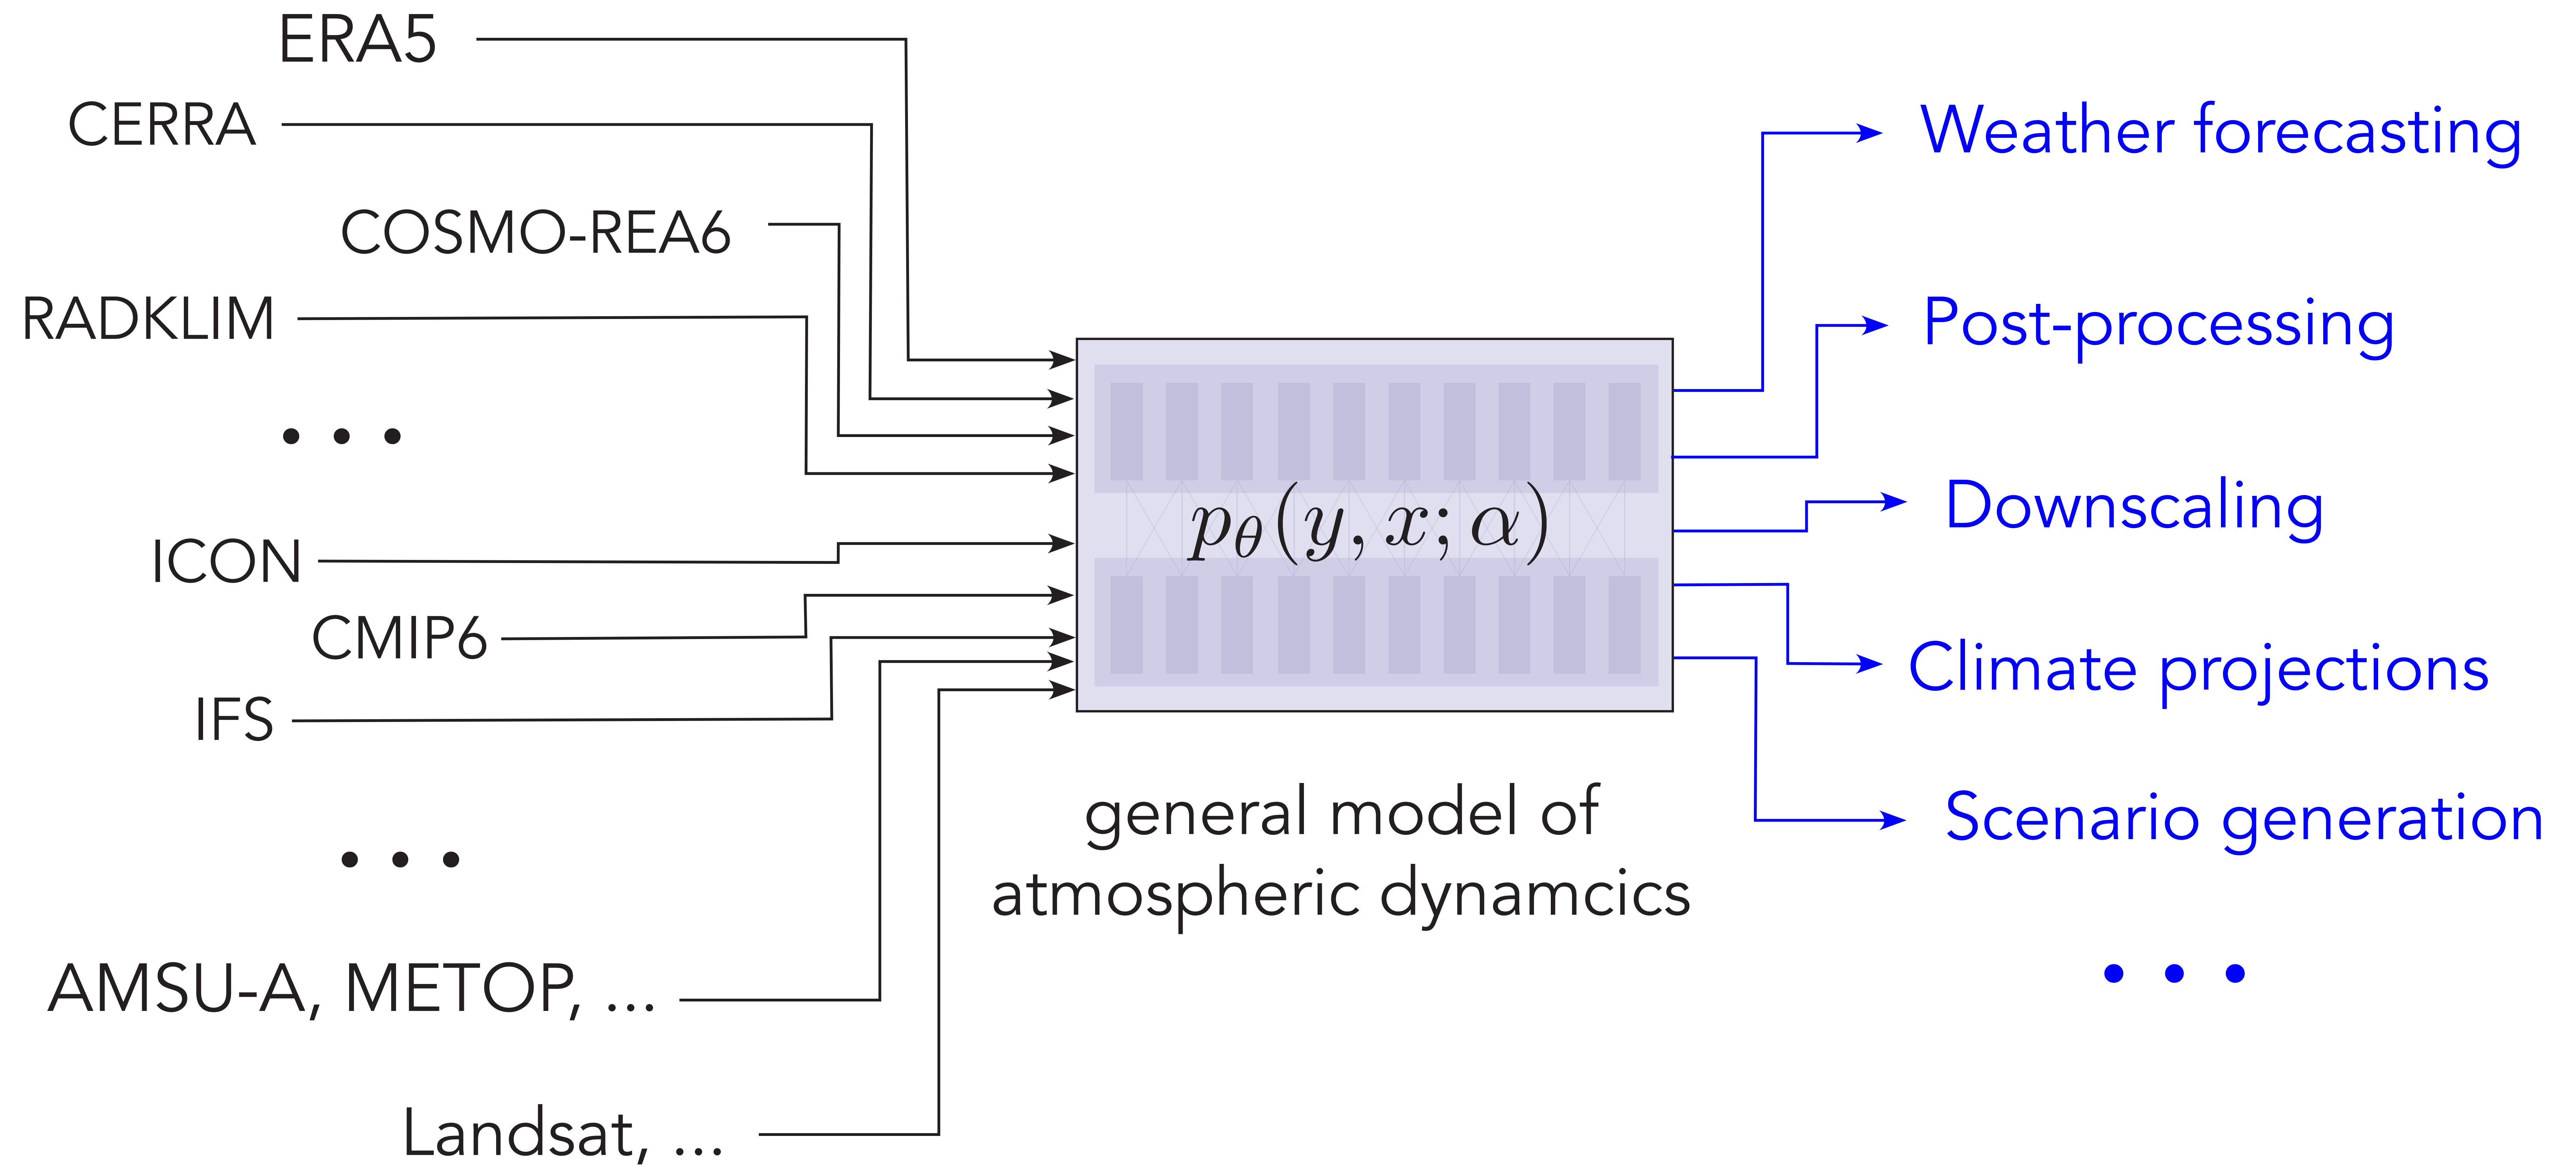 ERA5
CERRA
COSMO-REA6
RADKLIM
• • •
ICON
CMIP6
IFS
• • •
AMSU-A, METOP, ...
Landsat, ...
p_θ(y, x; α)
general model of
atmospheric dynamcics
Weather forecasting
Post-processing
Downscaling
Climate projections
Scenario generation
• • •